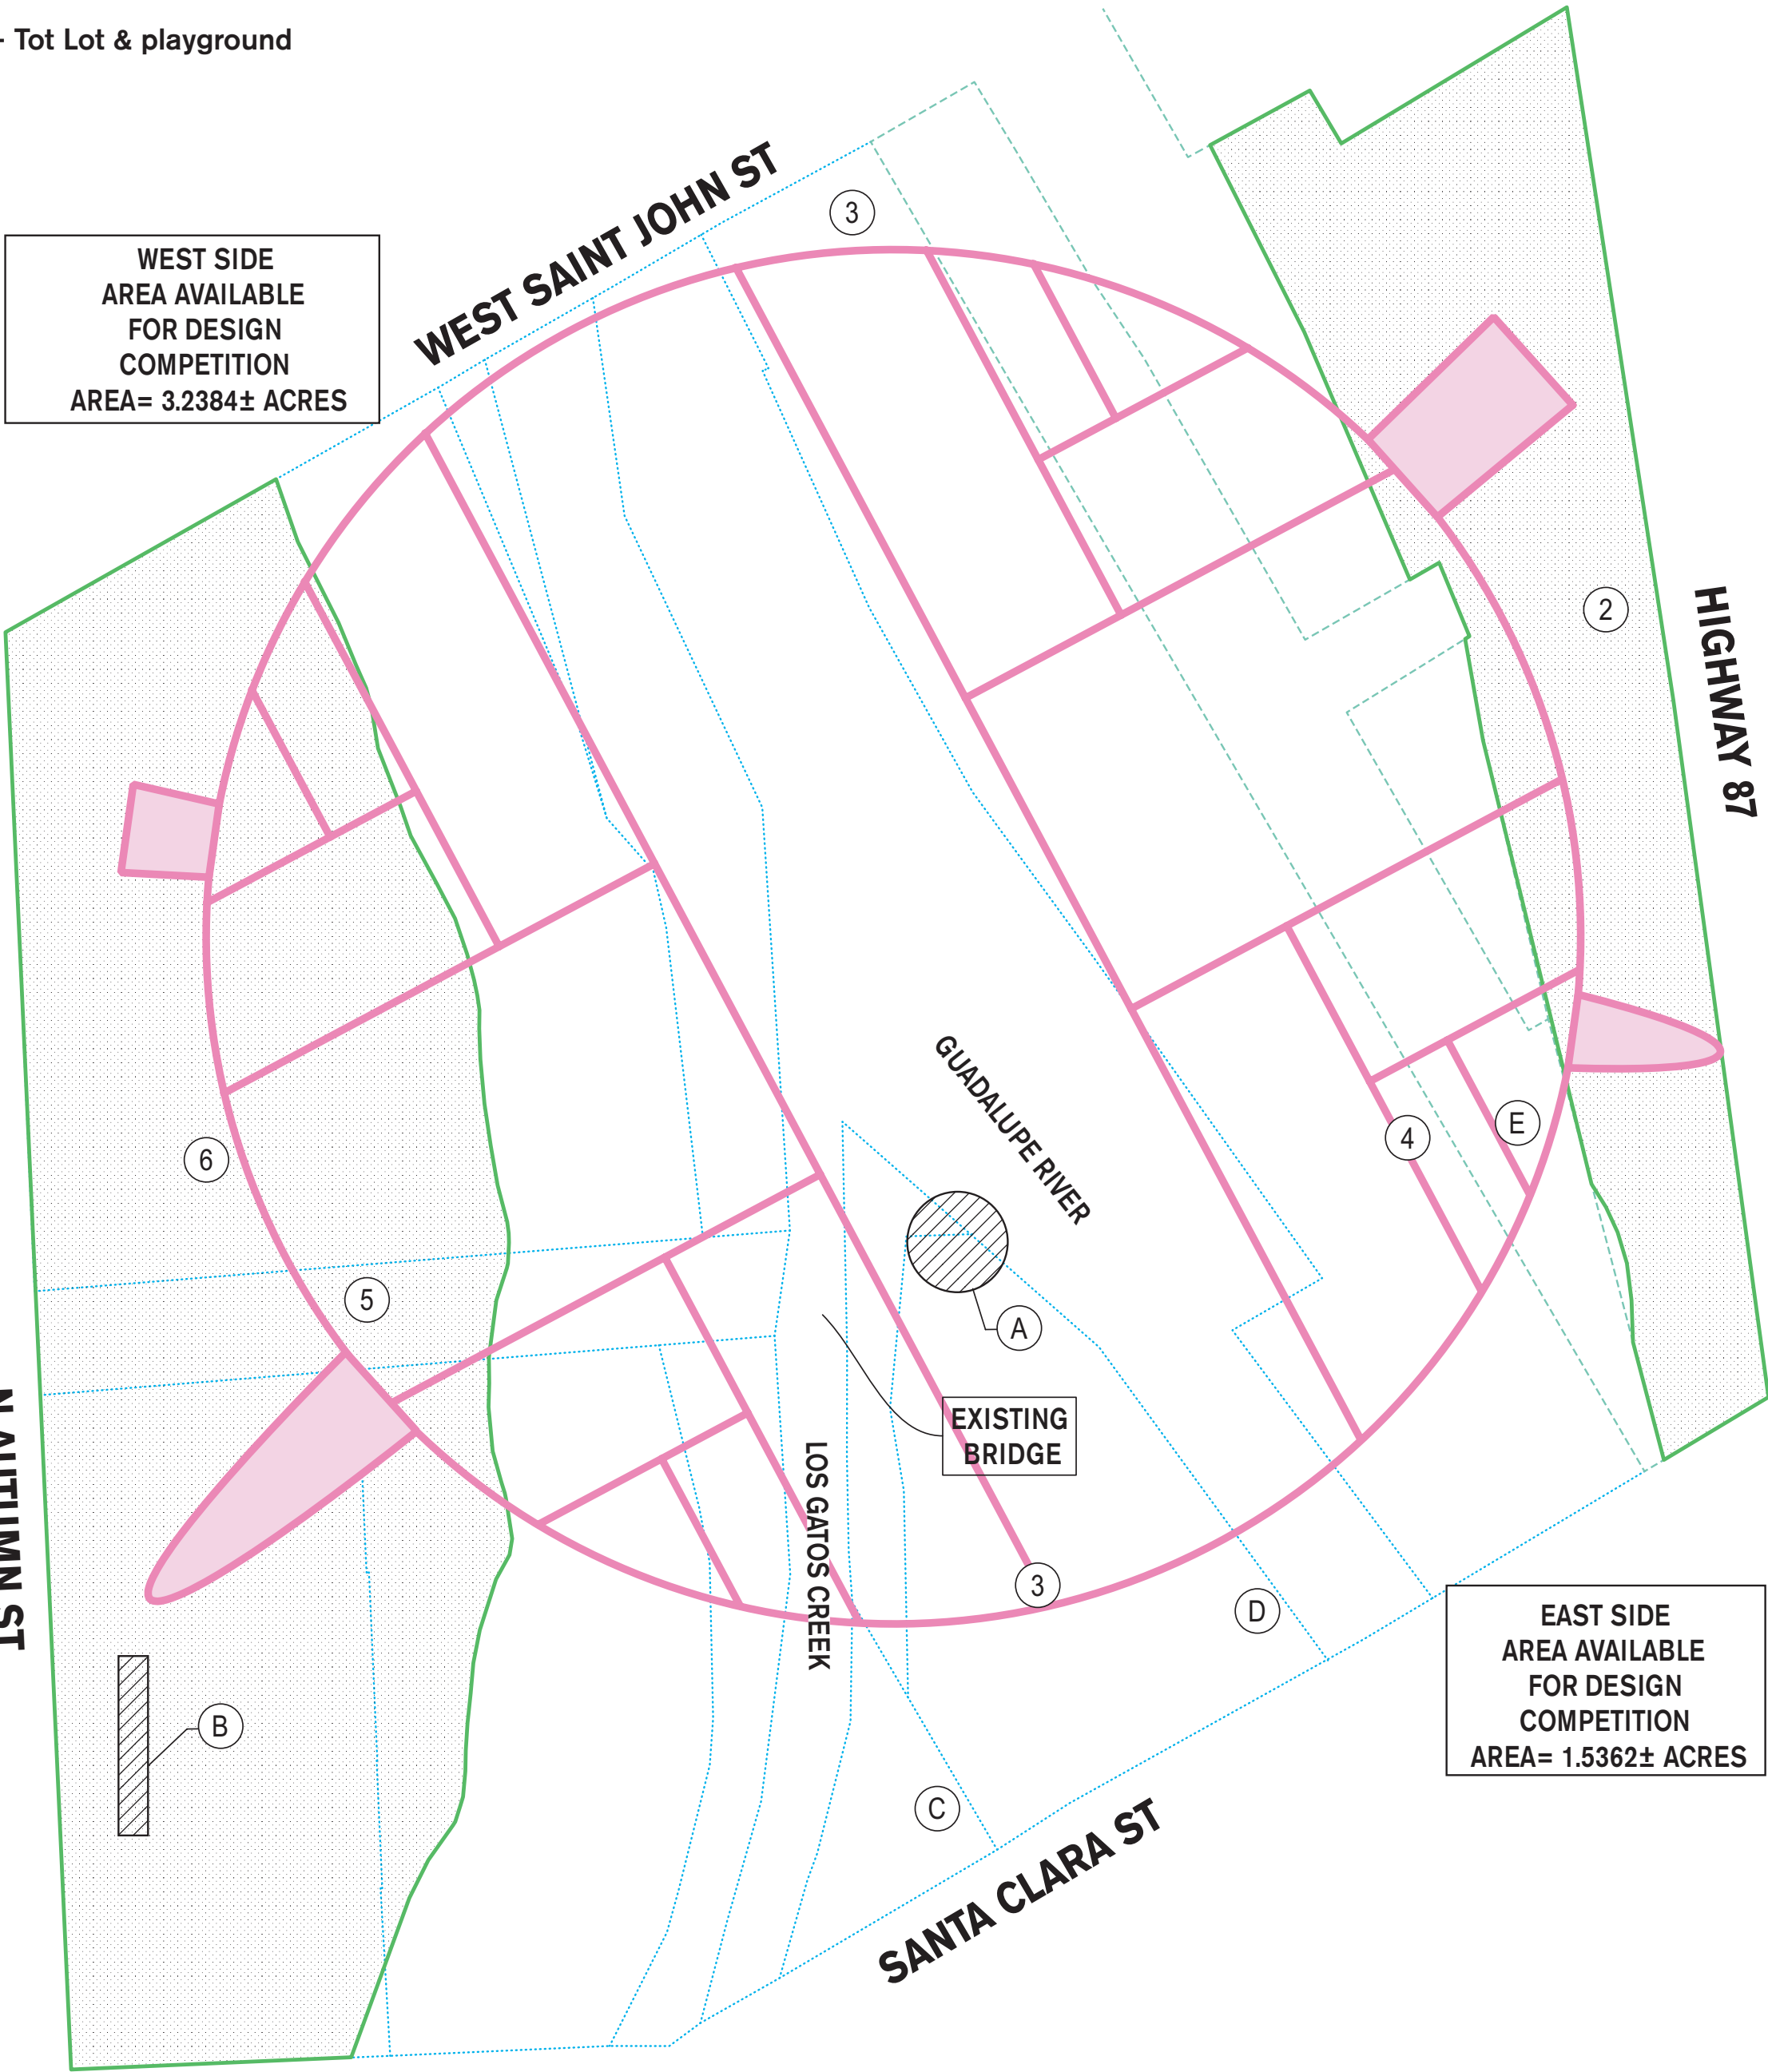 - Tot Lot & playground
WEST SAINT JOHN ST
3
WEST SIDE
AREA AVAILABLE
FOR DESIGN
COMPETITION
AREA= 3.2384± ACRES
2
HIGHWAY 87
GUADALUPE RIVER
4
E
6
5
A
EXISTING
BRIDGE
N AUTUMN ST
LOS GATOS CREEK
3
D
EAST SIDE
AREA AVAILABLE
FOR DESIGN
COMPETITION
AREA= 1.5362± ACRES
B
C
SANTA CLARA ST